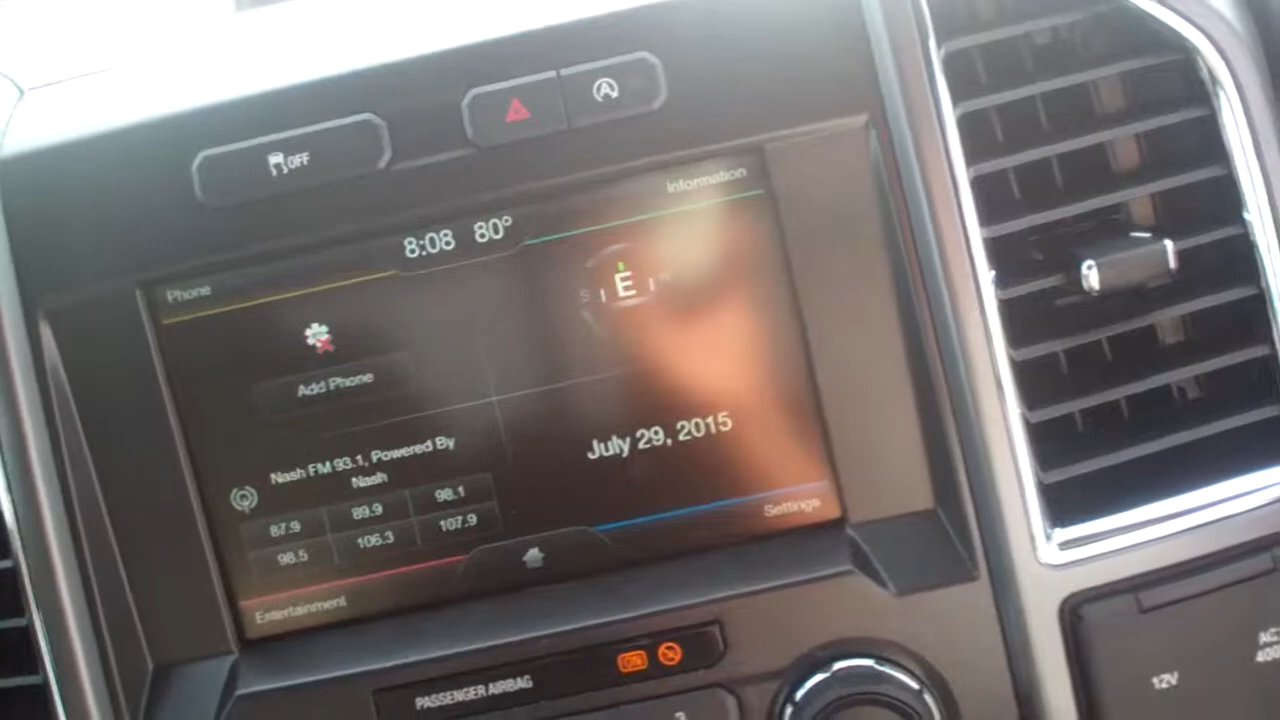 OFF
A
Information
8:08 80°
Phone
E
S
Add Phone
July 29, 2015
Nash FM 93.1, Powered By
Nash
87.9 89.9 98.1
98.5 106.3 107.9
Settings
Entertainment
PASSENGER AIRBAG
ON
12V